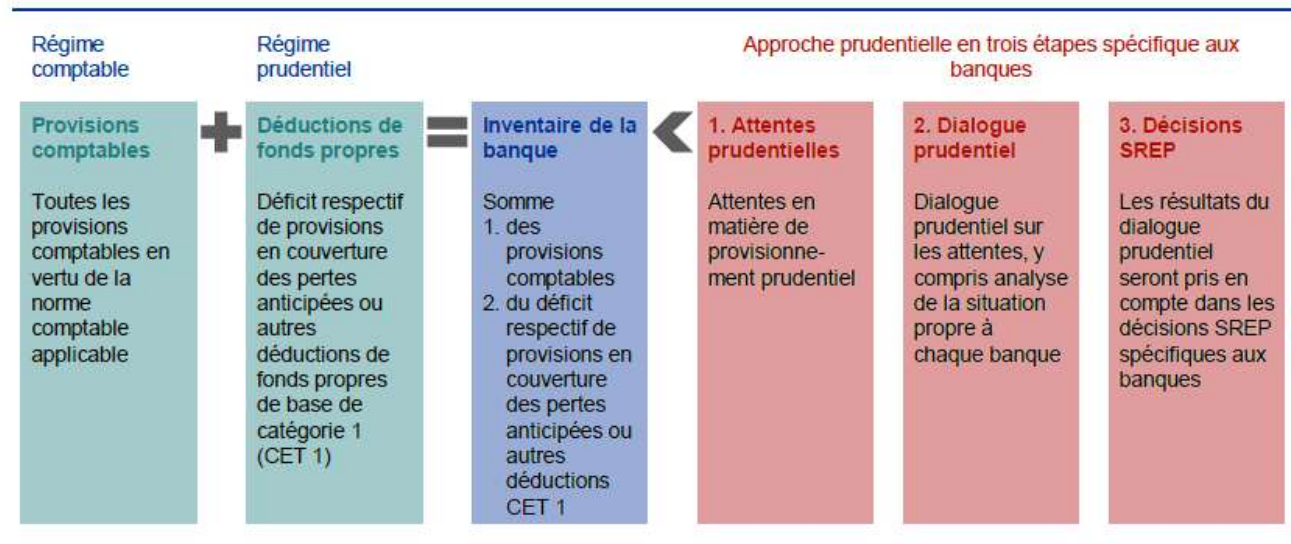 Régime
comptable
Régime
prudentiel
Approche prudentielle en trois étapes spécifique aux
banques
Provisions
comptables
Toutes les
provisions
comptables en
vertu de la
norme
comptable
applicable
Déductions de
fonds propres
Déficit respectif
de provisions
en couverture
des pertes
anticipées ou
autres
déductions de
fonds propres
de base de
catégorie 1
(CET 1)
Inventaire de la
banque
Somme
1. des
provisions
comptables
2. du déficit
respectif de
provisions en
couverture
des pertes
anticipées ou
autres
déductions
CET 1
1. Attentes
prudentielles
Attentes en
matière de
provisionne-
ment prudentiel
2. Dialogue
prudentiel
Dialogue
prudentiel sur
les attentes, y
compris analyse
de la situation
propre à
chaque banque
3. Décisions
SREP
Les résultats du
dialogue
prudentiel
seront pris en
compte dans les
décisions SREP
spécifiques aux
banques